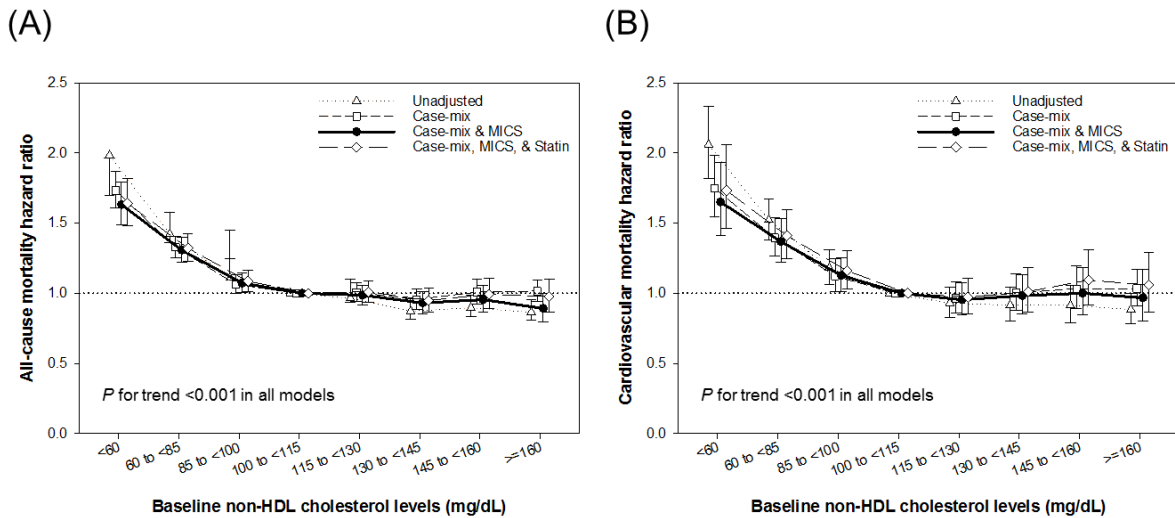 (A)
All-cause mortality hazard ratio
2.5
2.0
1.5
1.0
0.5
0.0
Unadjusted
Case-mix
Case-mix & MICS
Case-mix, MICS, & Statin
P for trend <0.001 in all models
<60
60 to <85
85 to <100
100 to <115
115 to <130
130 to <145
145 to <160
>=160
Baseline non-HDL cholesterol levels (mg/dL)
(B)
Cardiovascular mortality hazard ratio
2.5
2.0
1.5
1.0
0.5
0.0
Unadjusted
Case-mix
Case-mix & MICS
Case-mix, MICS, & Statin
P for trend <0.001 in all models
<60
60 to <85
85 to <100
100 to <115
115 to <130
130 to <145
145 to <160
>=160
Baseline non-HDL cholesterol levels (mg/dL)